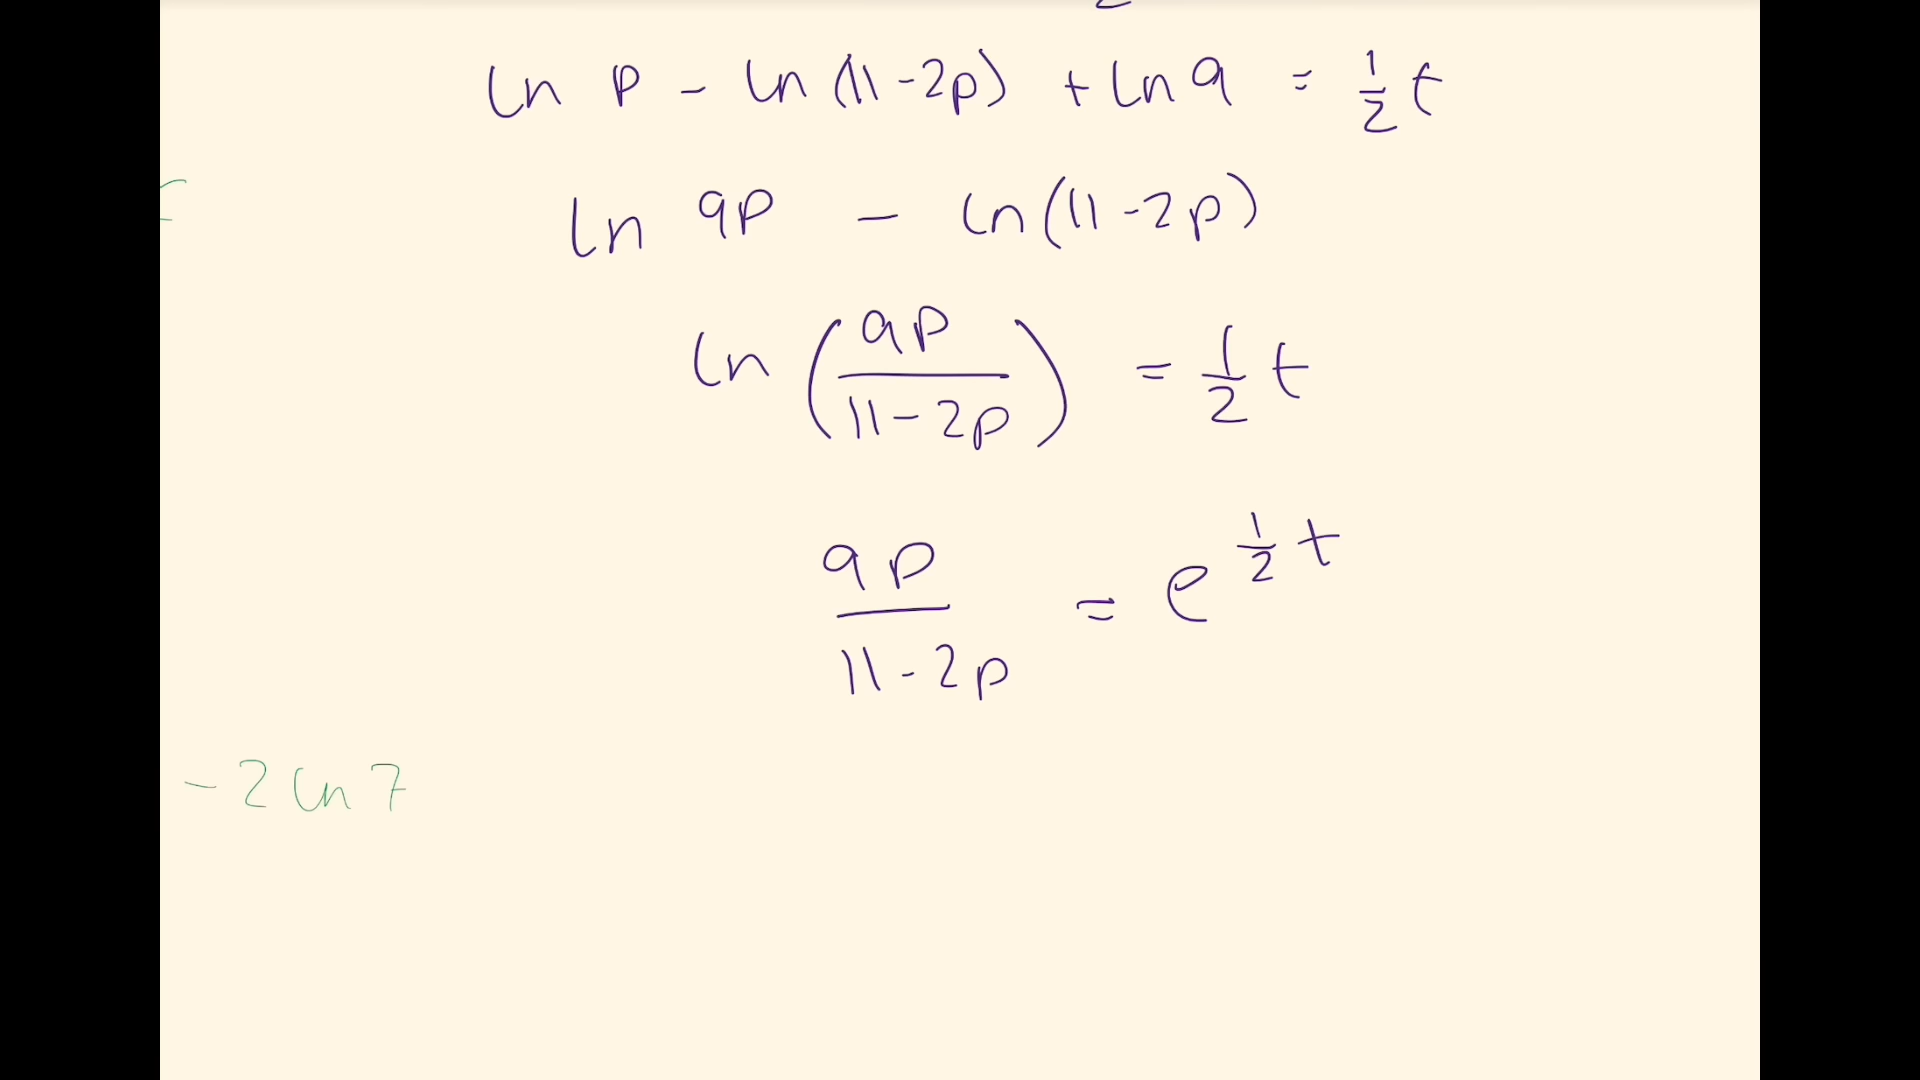 ln p - ln (11-2p) + ln 9 = 1/2 t
ln 9p - ln(11-2p)
ln (9p / 11-2p) = 1/2 t
9p / 11-2p = e^(1/2 t)
- 2 ln 7